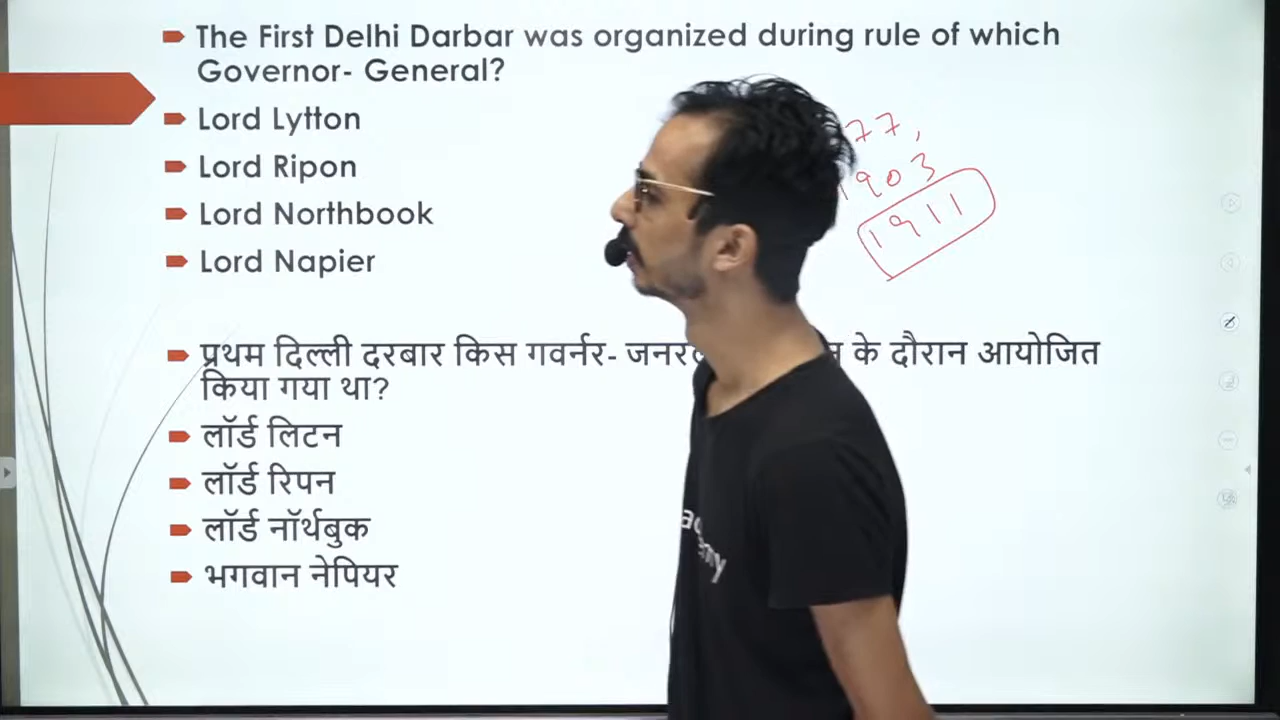 The First Delhi Darbar was organized during rule of which
Governor- General?
Lord Lytton
Lord Ripon
Lord Northbook
Lord Napier
77,
1903
1911
प्रथम दिल्ली दरबार किस गवर्नर- के दौरान आयोजित
किया गया था?
लॉर्ड लिटन
लॉर्ड रिपन
लॉर्ड नॉर्थबुक
भगवान नेपियर